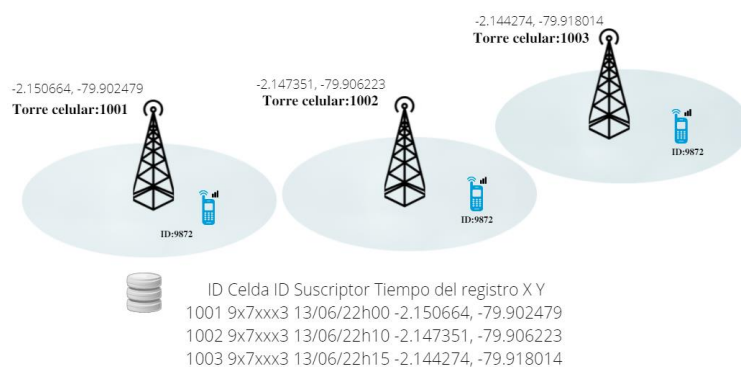 -2.144274, -79.918014
Torre celular:1003
-2.150664, -79.902479
Torre celular:1001
-2.147351, -79.906223
Torre celular:1002
ID:9872
ID:9872
ID:9872
ID Celda ID Suscriptor Tiempo del registro X Y
1001 9x7xxx3 13/06/22h00 -2.150664, -79.902479
1002 9x7xxx3 13/06/22h10 -2.147351, -79.906223
1003 9x7xxx3 13/06/22h15 -2.144274, -79.918014